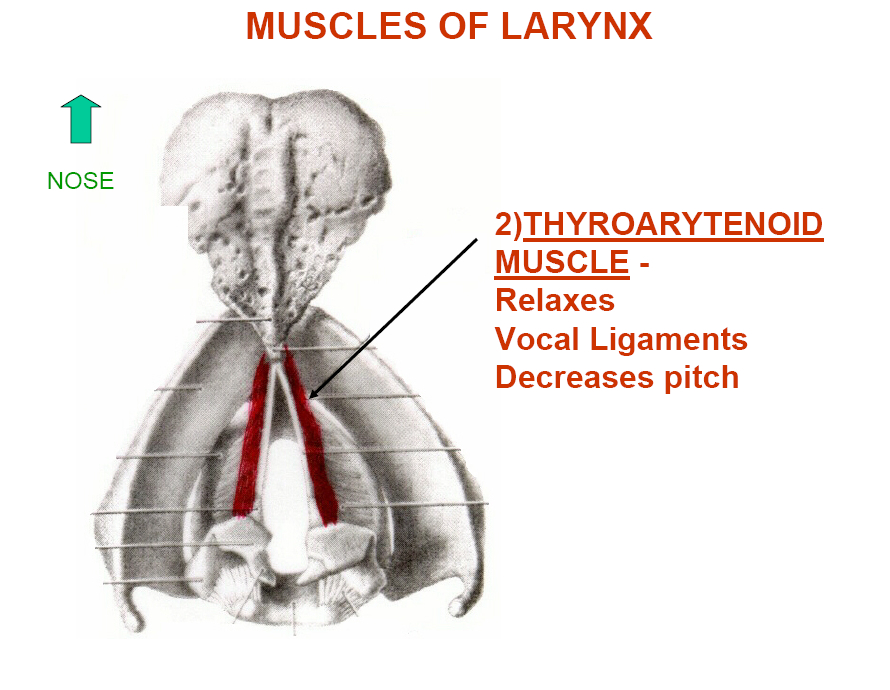 MUSCLES OF LARYNX
NOSE
2)THYROARYTENOID
MUSCLE -
Relaxes
Vocal Ligaments
Decreases pitch